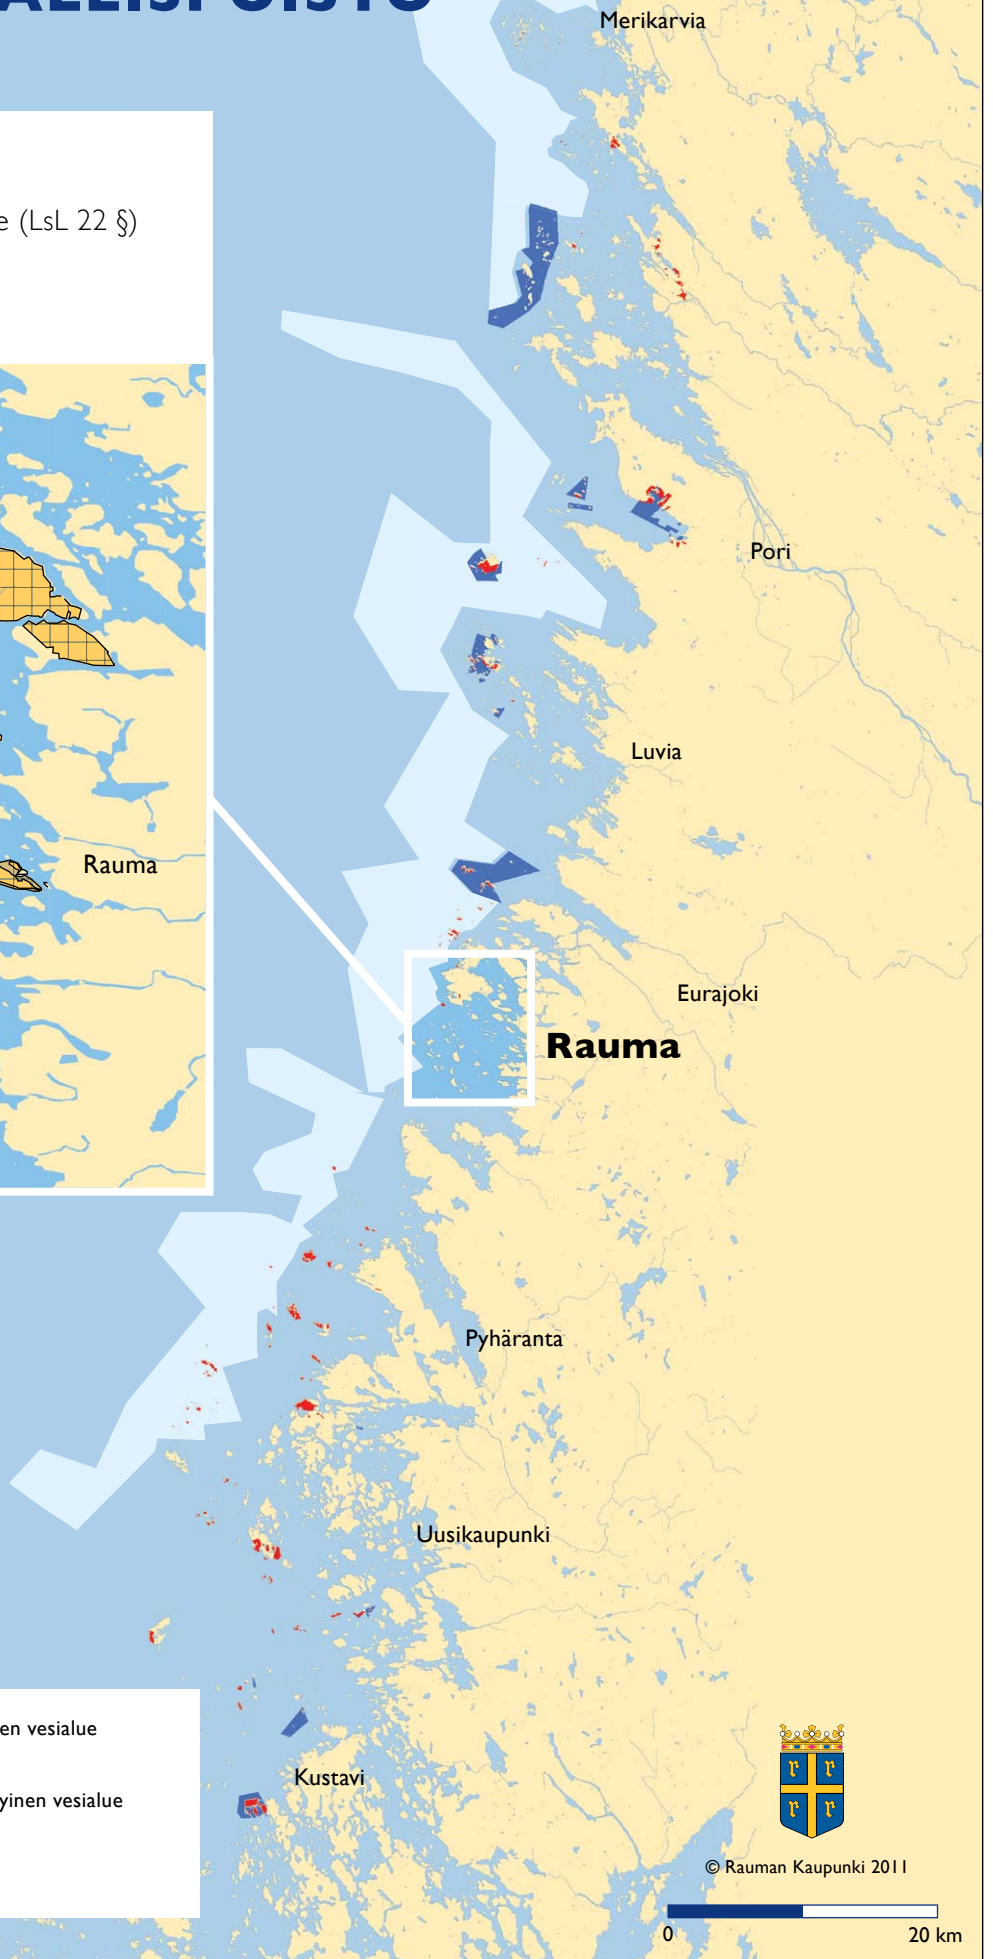 Merikarvia
e (LsL 22 §)
Pori
Luvia
Rauma
Eurajoki
Rauma
Pyhäranta
Uusikaupunki
en vesialue
Kustavi
yinen vesialue
r r
r r
© Rauman Kaupunki 2011
0 20 km